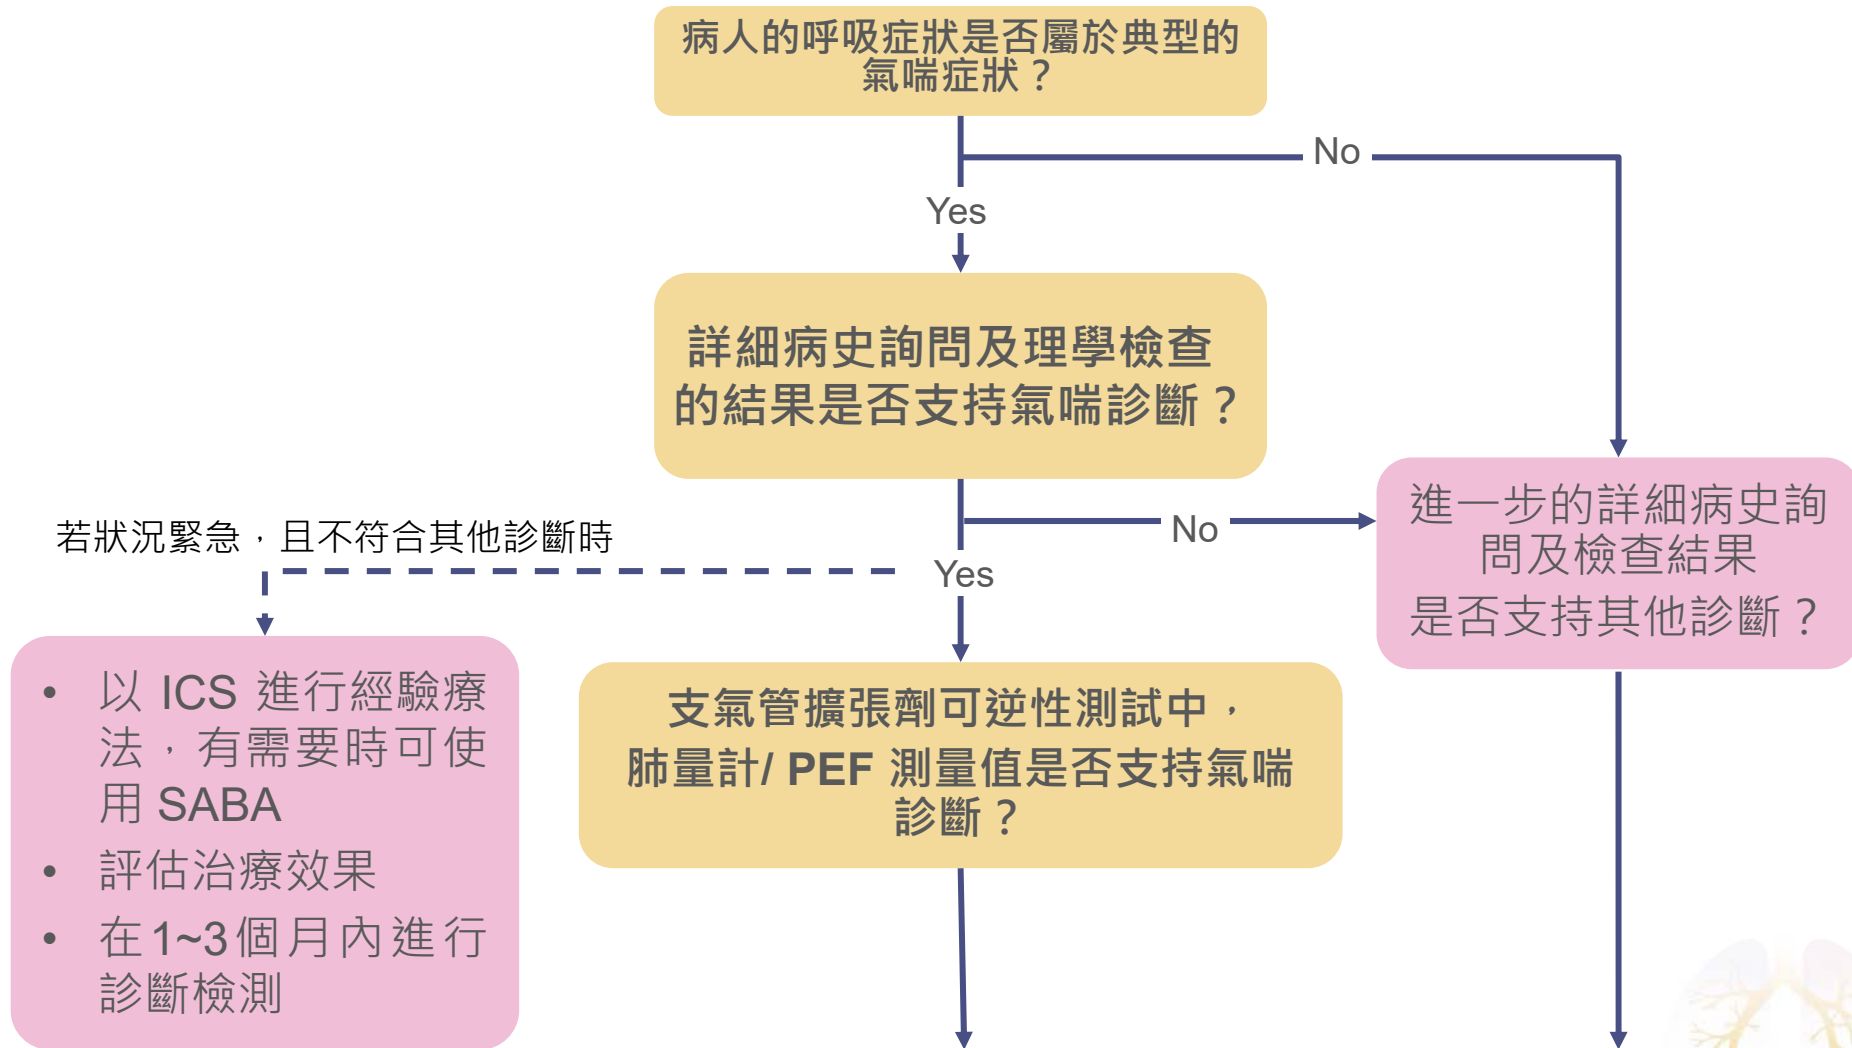 病人的呼吸症狀是否屬於典型的
氣喘症狀？
No
Yes
詳細病史詢問及理學檢查
的結果是否支持氣喘診斷？
No
Yes
若狀況緊急，且不符合其他診斷時
進一步的詳細病史詢
問及檢查結果
是否支持其他診斷？
• 以 ICS 進行經驗療
法，有需要時可使
用 SABA
• 評估治療效果
• 在1~3個月內進行
診斷檢測
支氣管擴張劑可逆性測試中，
肺量計/ PEF 測量值是否支持氣喘
診斷？